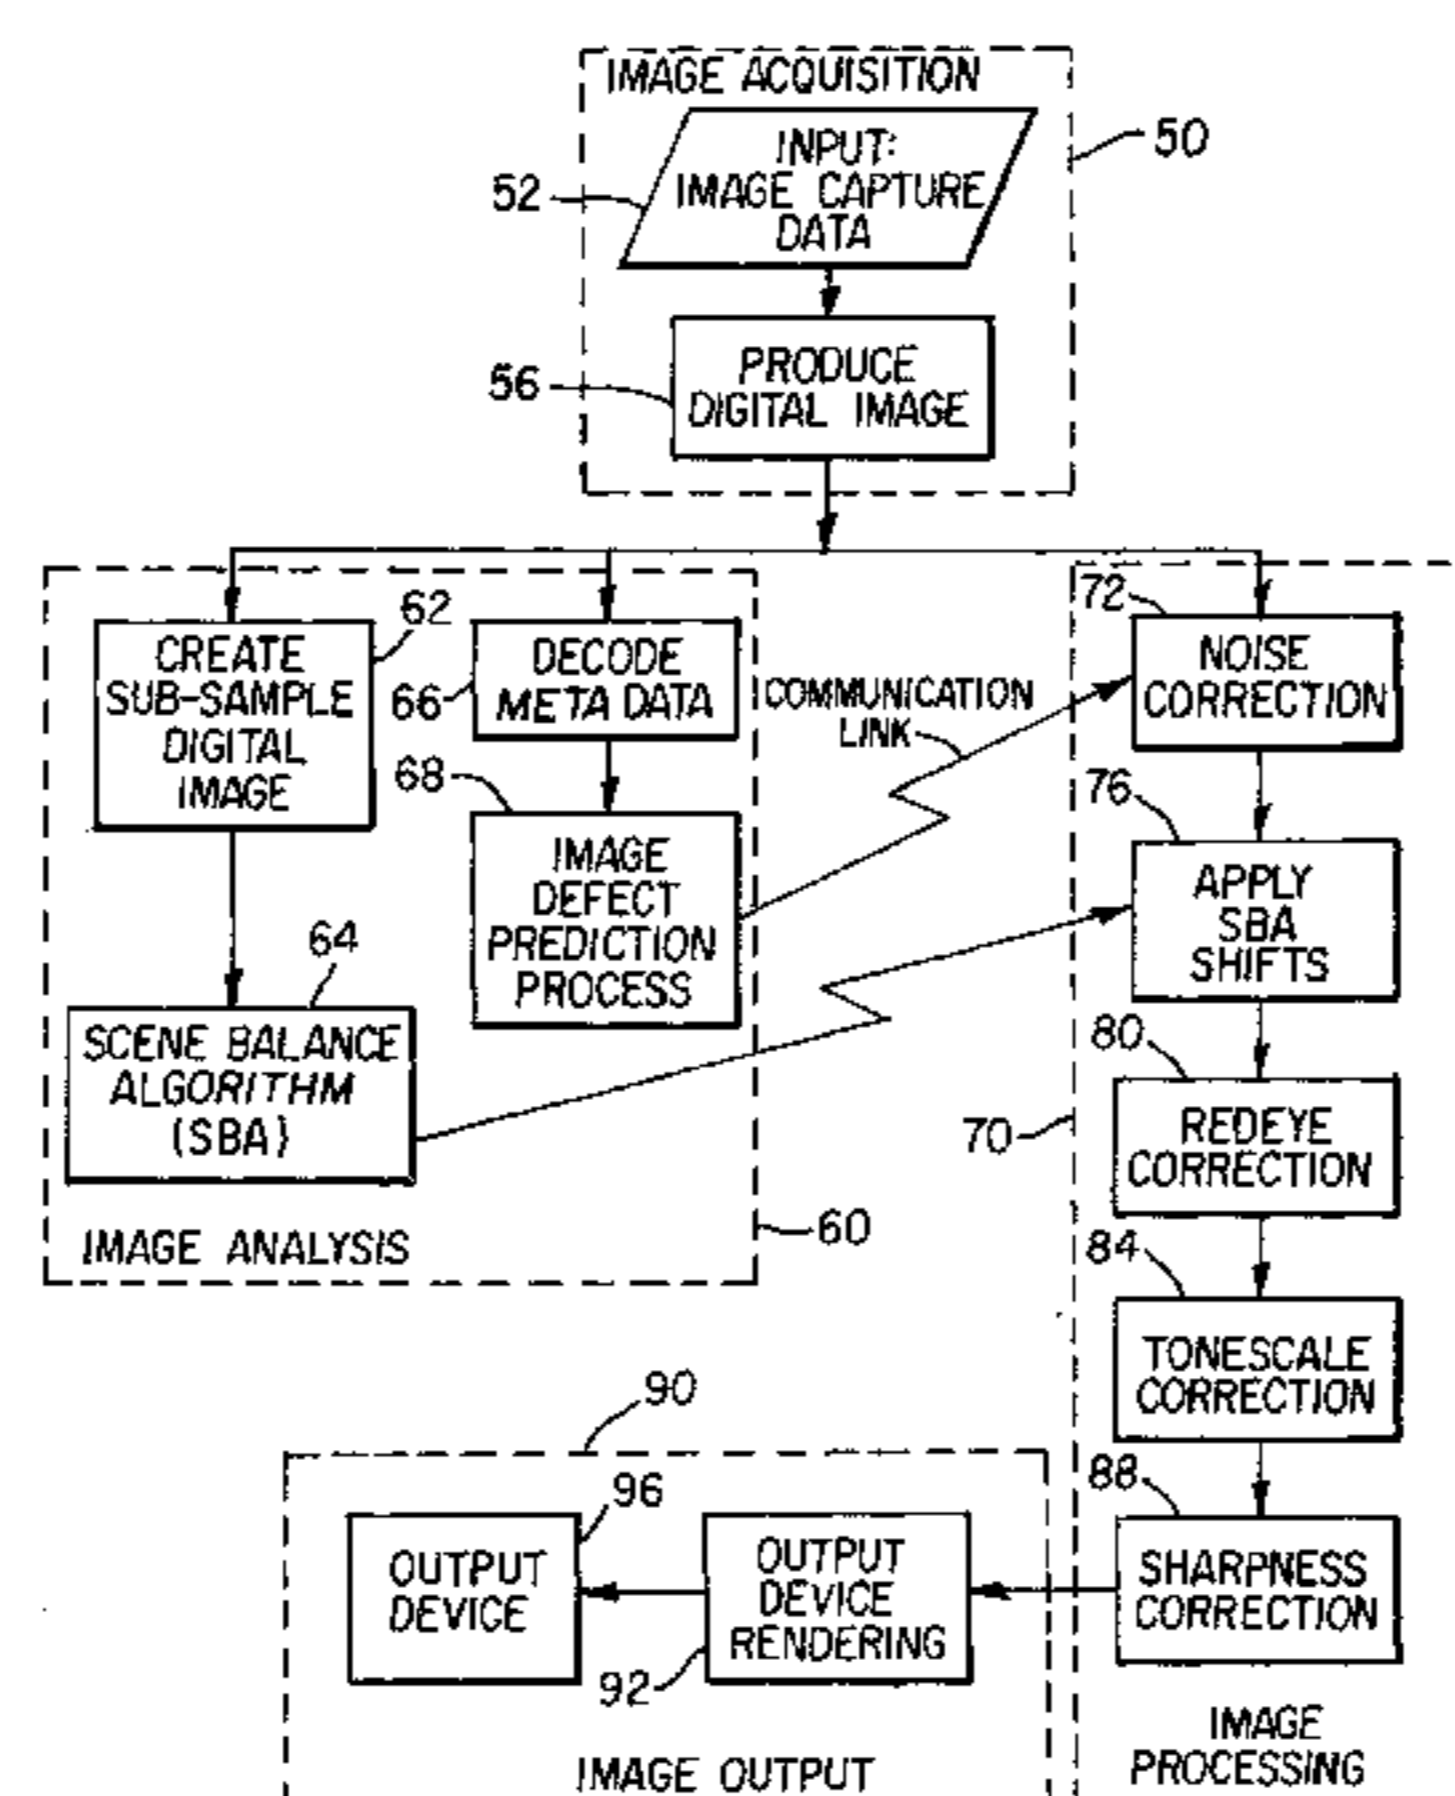 IMAGE ACQUISITION
INPUT:
IMAGE CAPTURE
DATA
50
52
PRODUCE
DIGITAL IMAGE
56
CREATE
SUB-SAMPLE
DIGITAL
IMAGE
62
DECODE
META DATA
66
COMMUNICATION
LINK
72
NOISE
CORRECTION
68
IMAGE
DEFECT
PREDICTION
PROCESS
76
APPLY
SBA
SHIFTS
64
SCENE BALANCE
ALGORITHM
(SBA)
80
REDEYE
CORRECTION
70
IMAGE ANALYSIS
60
84
TONESCALE
CORRECTION
90
88
SHARPNESS
CORRECTION
96
OUTPUT
DEVICE
OUTPUT
DEVICE
RENDERING
92
IMAGE OUTPUT
IMAGE
PROCESSING